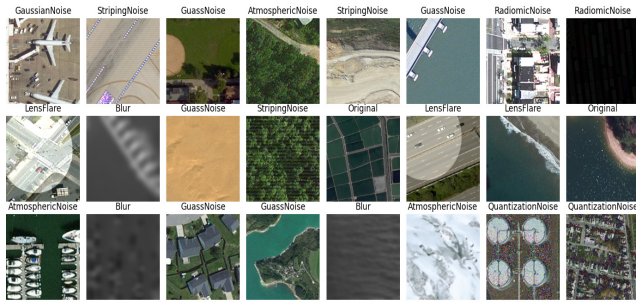 GaussianNoise StripingNoise GuassNoise AtmosphericNoise StripingNoise GuassNoise RadiomicNoise RadiomicNoise
LensFlare Blur GuassNoise StripingNoise Original LensFlare LensFlare Original
AtmosphericNoise Blur GuassNoise GuassNoise Blur AtmosphericNoise QuantizationNoise QuantizationNoise